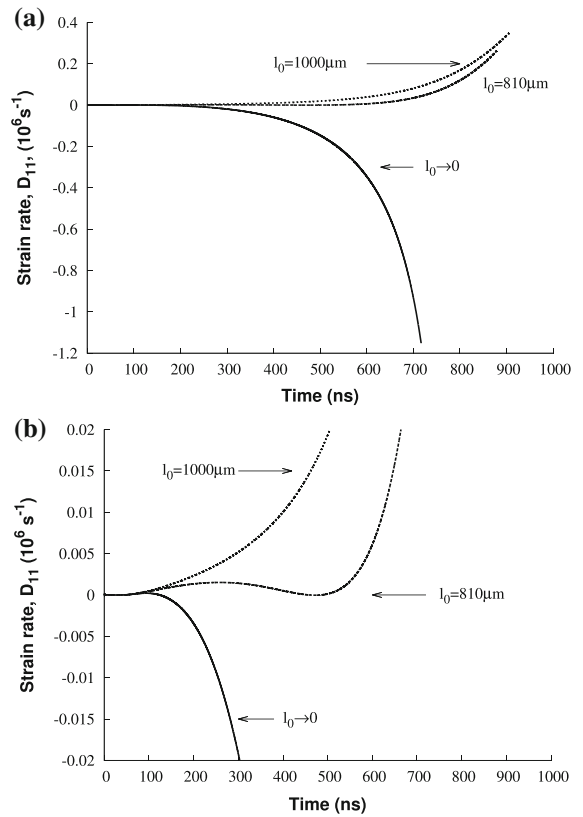 (a)
Strain rate, D11, (10^6 s^-1)
0.4
0.2
0
-0.2
-0.4
-0.6
-0.8
-1
-1.2
l0=1000μm
l0=810μm
l0→0
0 100 200 300 400 500 600 700 800 900 1000
Time (ns)
(b)
Strain rate, D11 (10^6 s^-1)
0.02
0.015
0.01
0.005
0
-0.005
-0.01
-0.015
-0.02
l0=1000μm
l0=810μm
l0→0
0 100 200 300 400 500 600 700 800 900 1000
Time (ns)